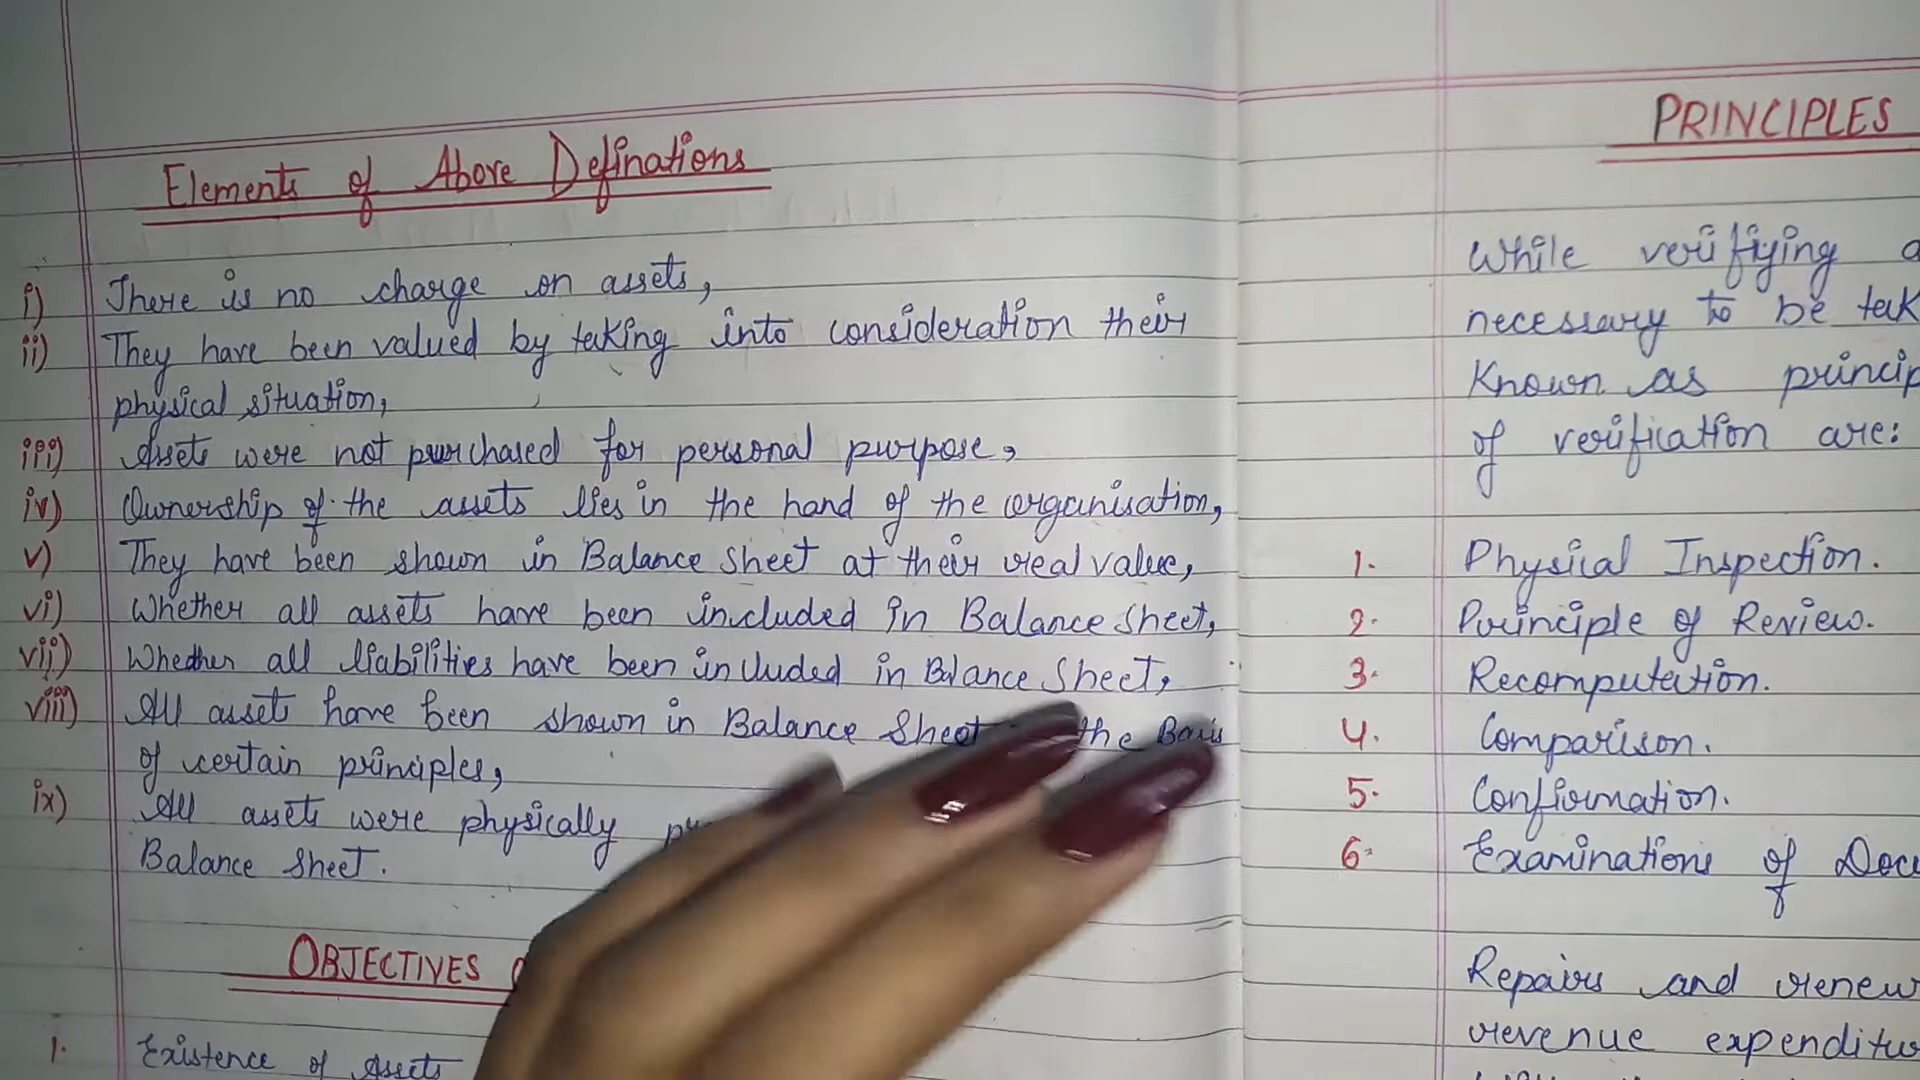 Elements of Above Definations
i) There is no charge on assets,
ii) They have been valued by taking into consideration their
physical situation,
iii) Assets were not purchased for personal purpose,
iv) Ownership of the assets lies in the hand of the organisation,
v) They have been shown in Balance Sheet at their real value,
vi) Whether all assets have been included in Balance Sheet,
vii) Whether all liabilities have been included in Balance Sheet,
viii) All assets have been shown in Balance Sheet the Basis
of certain principles,
ix) All assets were physically
Balance Sheet.
OBJECTIVES
1. Existence of Assets
PRINCIPLES
While verifiying
necessary to be
Known as
of verification are:
1. Physical Inspection.
2. Principle of Review.
3. Recomputation.
4. Comparison.
5. Confirmation.
6. Examinations of
Repairs and
revenue